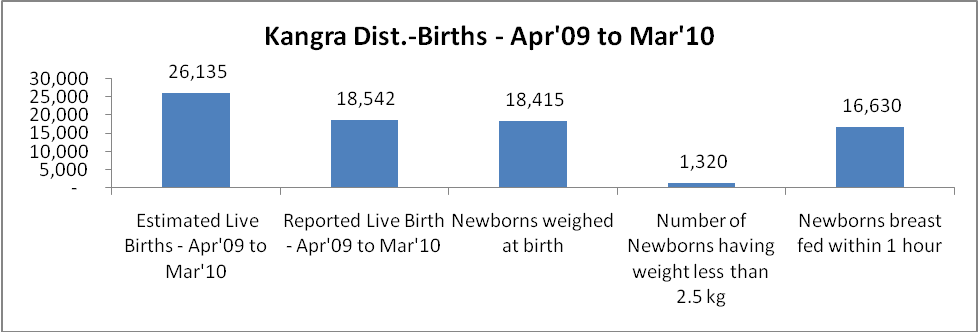 Kangra Dist.-Births - Apr'09 to Mar'10
30,000
25,000
20,000
15,000
10,000
5,000
-
26,135
18,542
18,415
1,320
16,630
Estimated Live
Births - Apr'09 to
Mar'10
Reported Live Birth
- Apr'09 to Mar'10
Newborns weighed
at birth
Number of
Newborns having
weight less than
2.5 kg
Newborns breast
fed within 1 hour